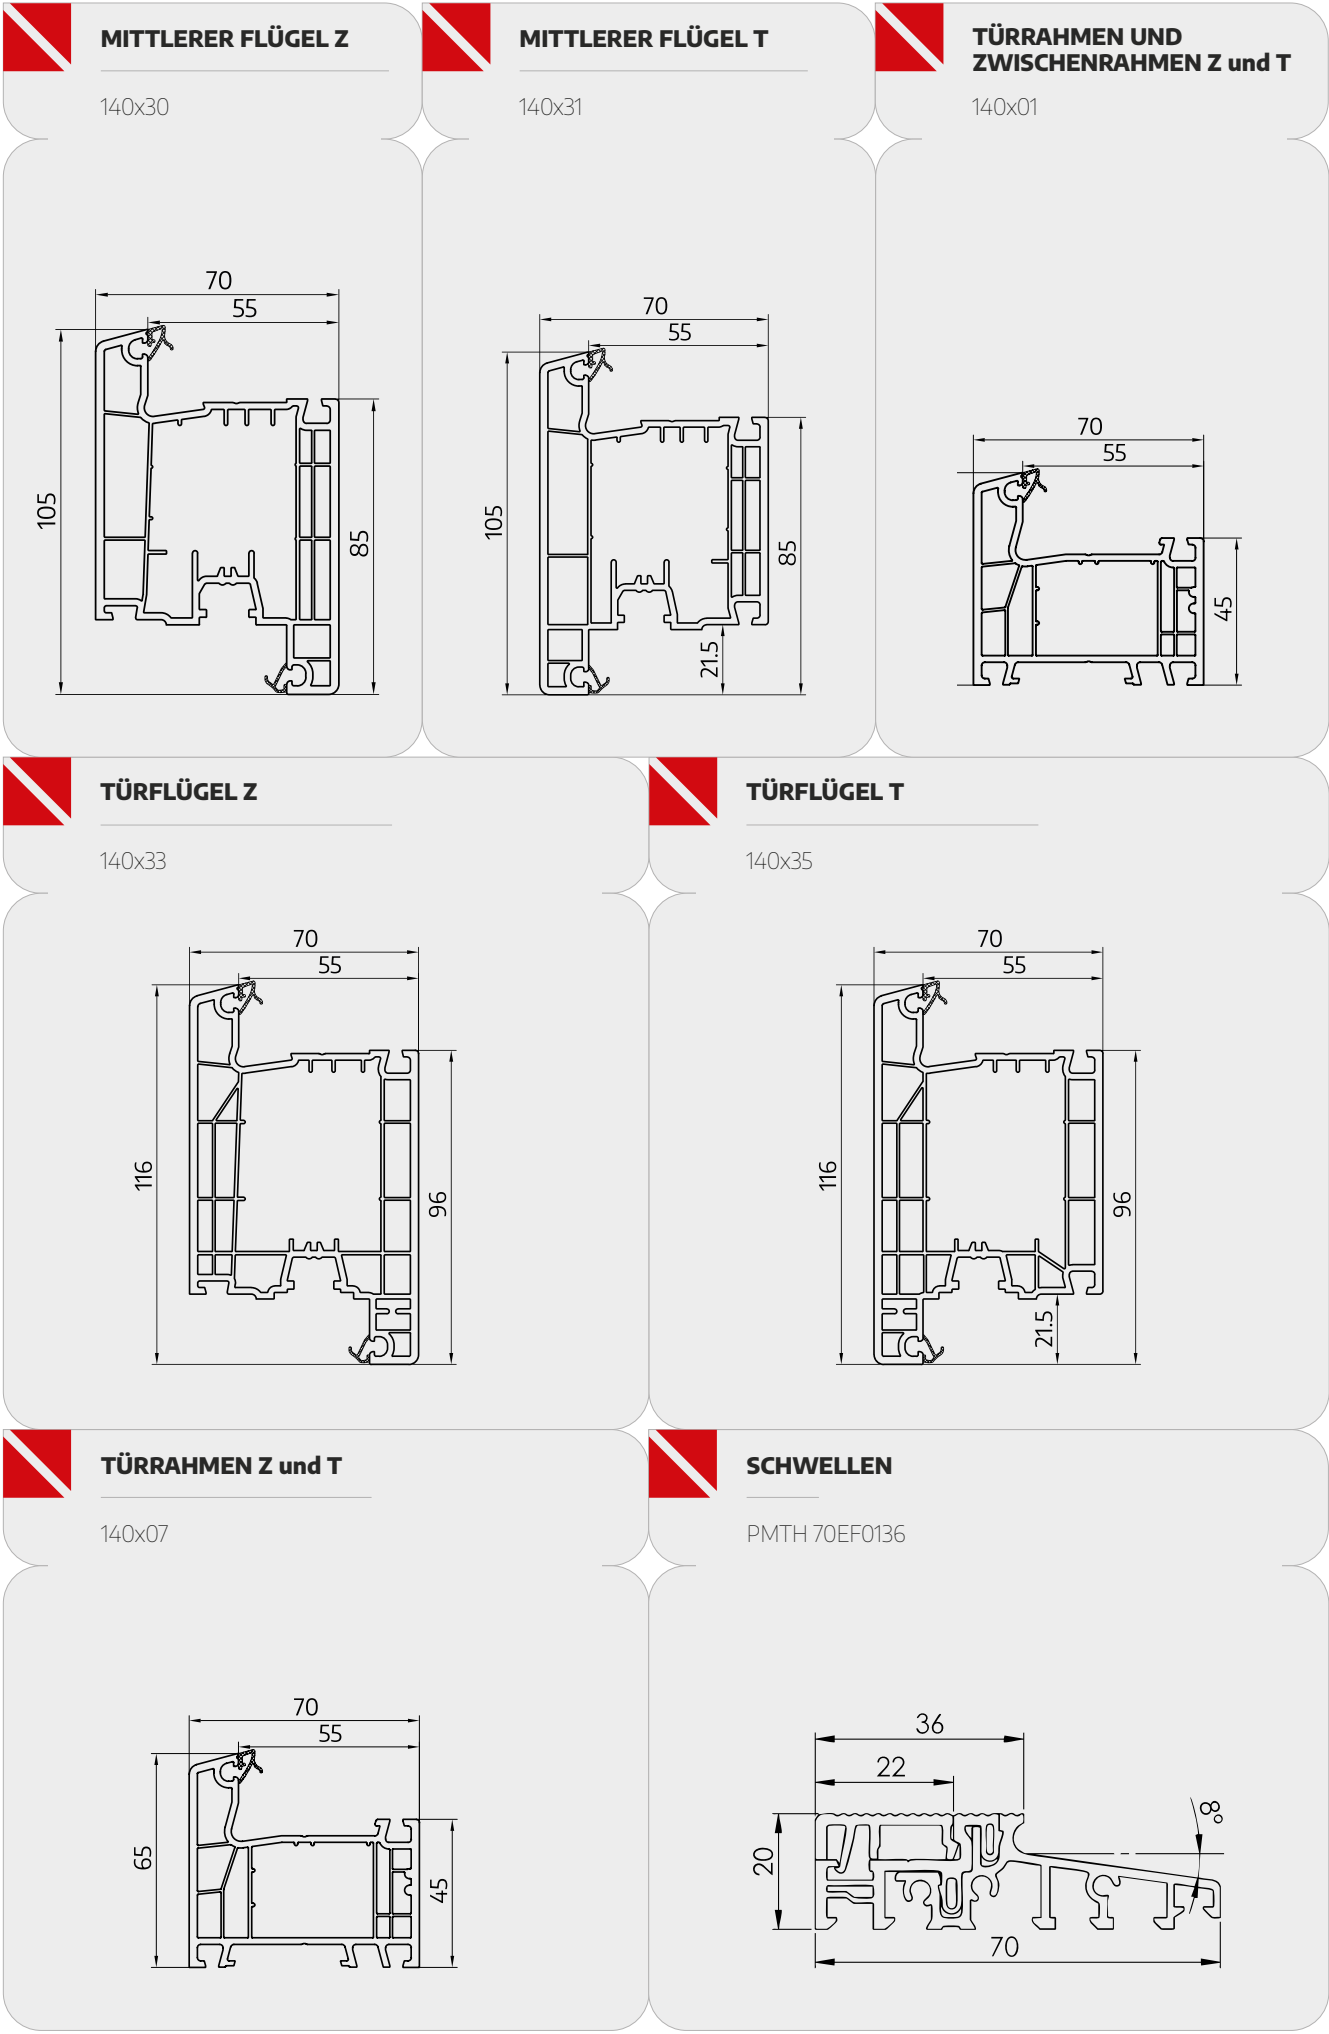 MITTLERER FLÜGEL Z
140x30
70
55
105
85
MITTLERER FLÜGEL T
140x31
70
55
105
85
21.5
TÜRRAHMEN UND
ZWISCHENRAHMEN Z und T
140x01
70
55
45
TÜRFLÜGEL Z
140x33
70
55
116
96
TÜRFLÜGEL T
140x35
70
55
116
96
21.5
TÜRRAHMEN Z und T
140x07
70
55
65
45
SCHWELLEN
PMTH 70EF0136
36
22
8°
20
70